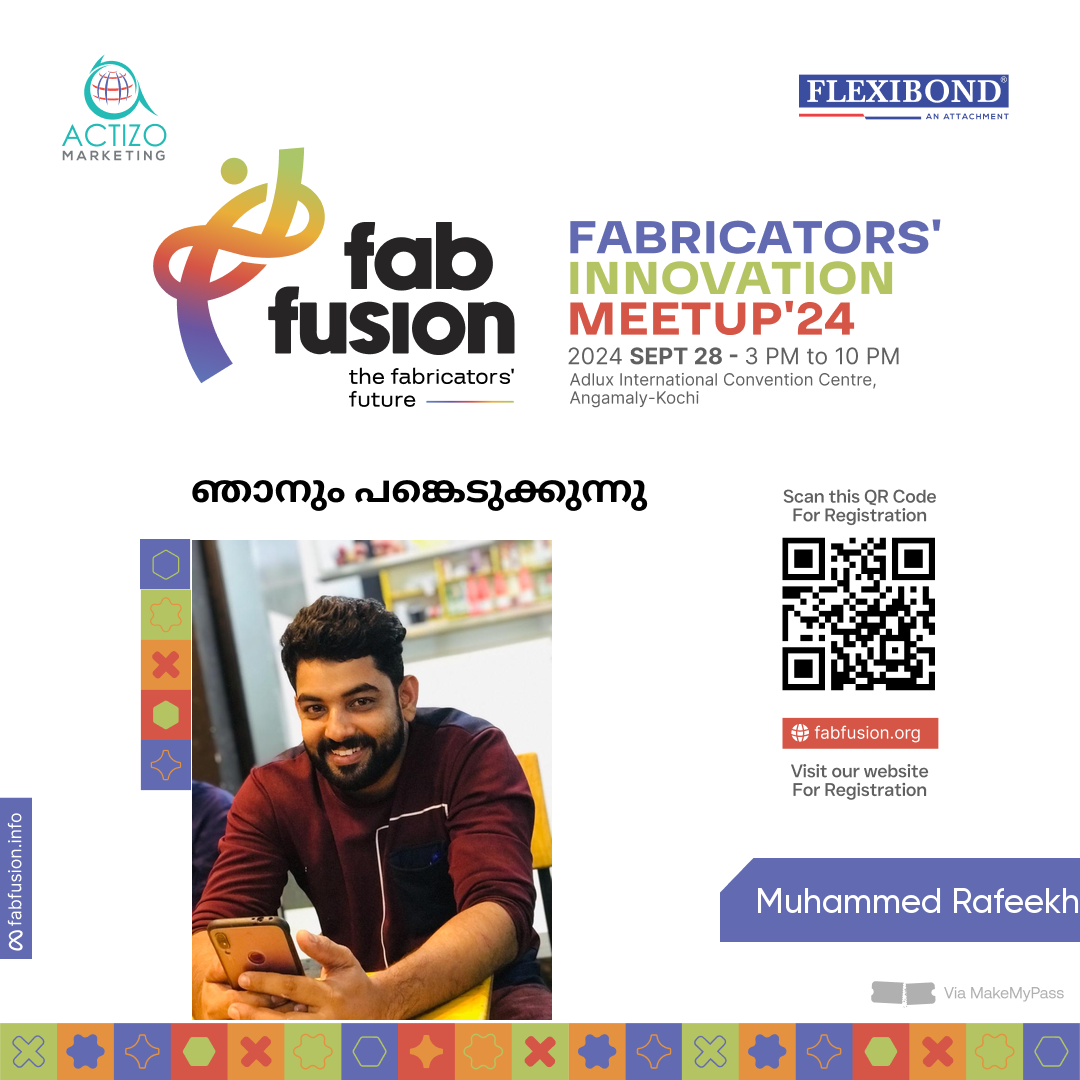 ACTIZO
MARKETING
FLEXIBOND®
AN ATTACHMENT
fab
fusion
the fabricators'
future
FABRICATORS'
INNOVATION
MEETUP'24
2024 SEPT 28 - 3 PM to 10 PM
Adlux International Convention Centre,
Angamaly-Kochi
ഞാനും പങ്കെടുക്കുന്നു
Scan this QR Code
For Registration
fabfusion.org
Visit our website
For Registration
fabfusion.info
Muhammed Rafeekh
Via MakeMyPass